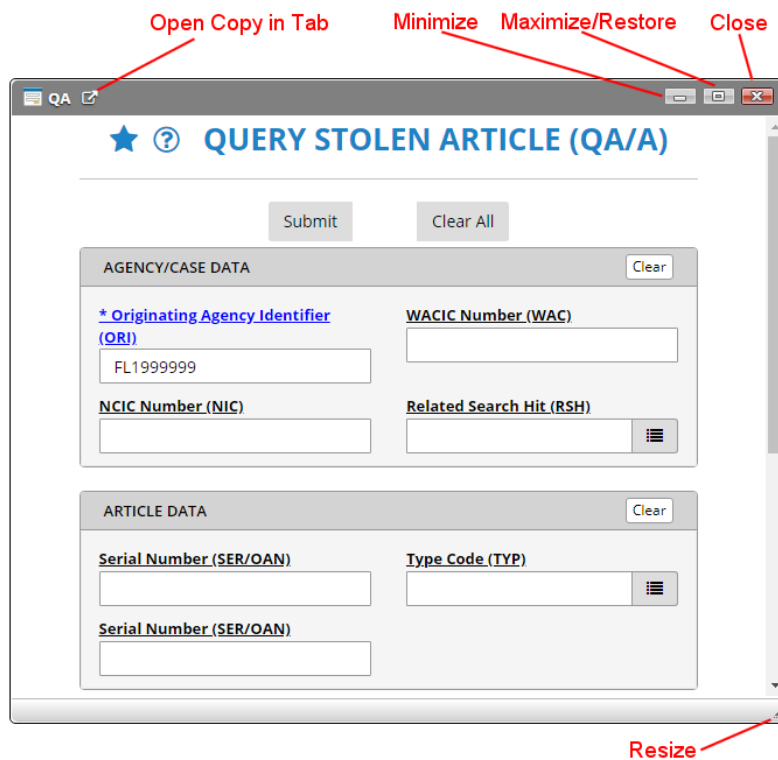 Open Copy in Tab Minimize Maximize/Restore Close
QA
QUERY STOLEN ARTICLE (QA/A)
Submit Clear All
AGENCY/CASE DATA Clear
* Originating Agency Identifier
(ORI)
WACIC Number (WAC)
FL1999999
NCIC Number (NIC) Related Search Hit (RSH)
ARTICLE DATA Clear
Serial Number (SER/OAN) Type Code (TYP)
Serial Number (SER/OAN)
Resize